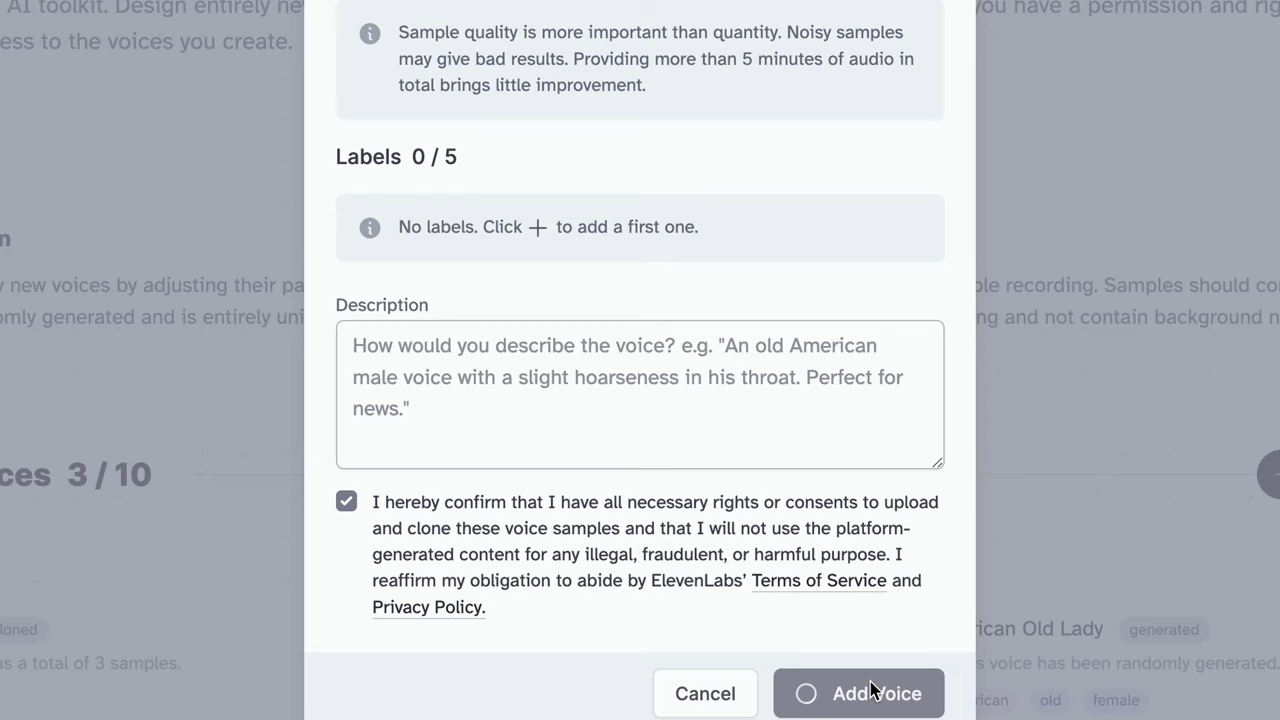 AI toolkit. Design entirely ne
you have a permission and rig
ess to the voices you create.
Sample quality is more important than quantity. Noisy samples
may give bad results. Providing more than 5 minutes of audio in
total brings little improvement.
Labels 0 / 5
No labels. Click + to add a first one.
new voices by adjusting their pa
ple recording. Samples should co
omly generated and is entirely uni
ng and not contain background n
Description
How would you describe the voice? e.g. "An old American
male voice with a slight hoarseness in his throat. Perfect for
news."
ces 3 / 10
I hereby confirm that I have all necessary rights or consents to upload
and clone these voice samples and that I will not use the platform-
generated content for any illegal, fraudulent, or harmful purpose. I
reaffirm my obligation to abide by ElevenLabs' Terms of Service and
Privacy Policy.
loned
as a total of 3 samples.
rican Old Lady generated
s voice has been randomly generated.
rican old female
Cancel Add Voice